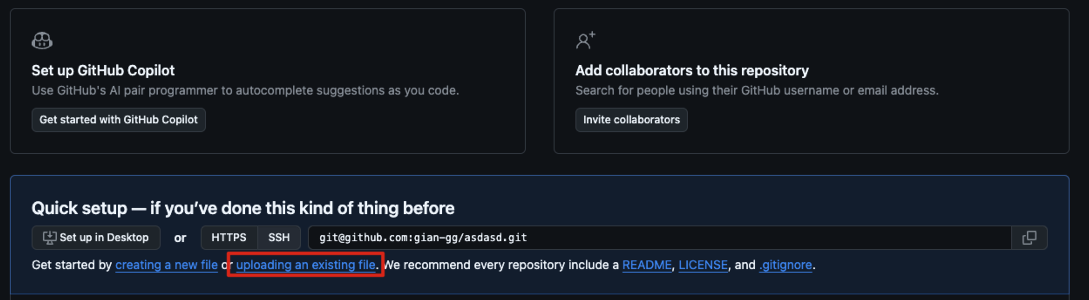 Set up GitHub Copilot
Use GitHub's AI pair programmer to autocomplete suggestions as you code.
Get started with GitHub Copilot
Add collaborators to this repository
Search for people using their GitHub username or email address.
Invite collaborators
Quick setup — if you've done this kind of thing before
Set up in Desktop or HTTPS SSH git@github.com:gian-gg/asdasd.git
Get started by creating a new file or uploading an existing file. We recommend every repository include a README, LICENSE, and .gitignore.